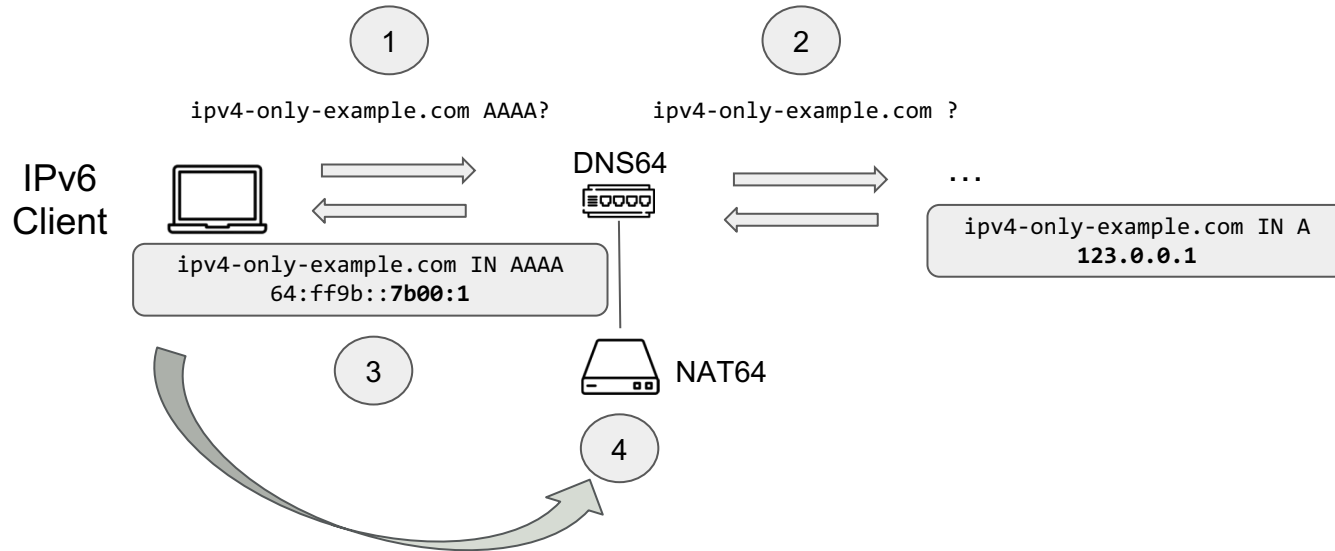 1
2
ipv4-only-example.com AAAA?
ipv4-only-example.com ?
IPv6
Client
DNS64
...
ipv4-only-example.com IN A
123.0.0.1
ipv4-only-example.com IN AAAA
64:ff9b::7b00:1
3
NAT64
4